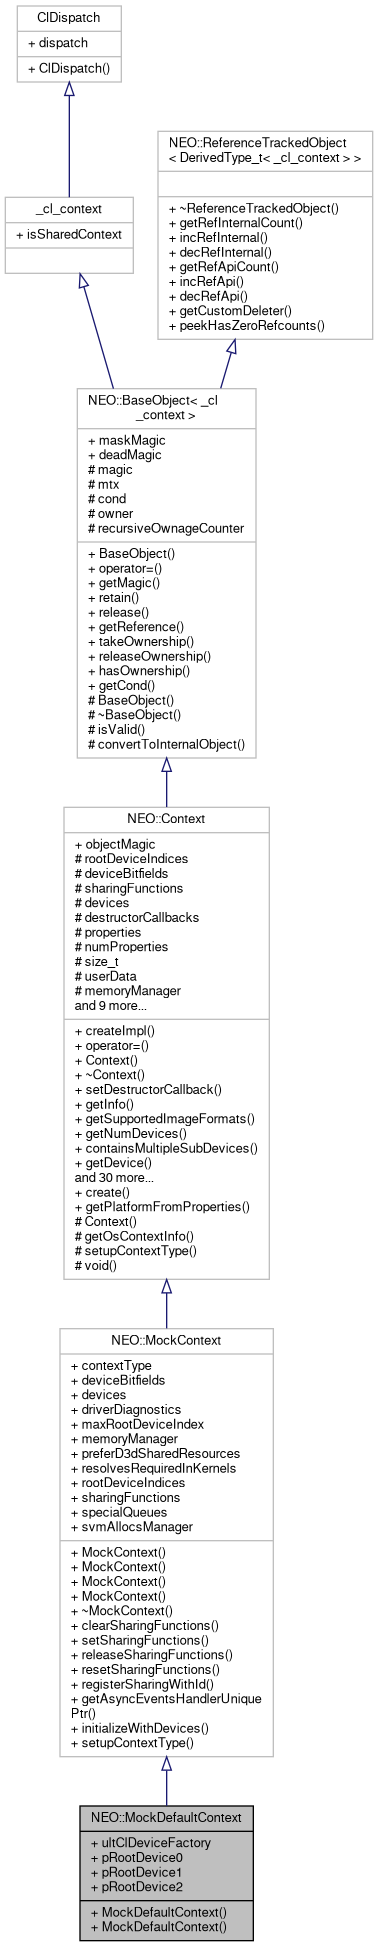 ClDispatch
+ dispatch
+ ClDispatch()
NEO::ReferenceTrackedObject
< DerivedType_t< _cl_context > >
+ ~ReferenceTrackedObject()
+ getRefInternalCount()
+ incRefInternal()
+ decRefInternal()
+ getRefApiCount()
+ incRefApi()
+ decRefApi()
+ getCustomDeleter()
+ peekHasZeroRefcounts()
_cl_context
+ isSharedContext
NEO::BaseObject< _cl
_context >
+ maskMagic
+ deadMagic
# magic
# mtx
# cond
# owner
# recursiveOwnageCounter
+ BaseObject()
+ operator=()
+ getMagic()
+ retain()
+ release()
+ getReference()
+ takeOwnership()
+ releaseOwnership()
+ hasOwnership()
+ getCond()
# BaseObject()
# ~BaseObject()
# isValid()
# convertToInternalObject()
NEO::Context
+ objectMagic
# rootDeviceIndices
# deviceBitfields
# sharingFunctions
# devices
# destructorCallbacks
# properties
# numProperties
# size_t
# userData
# memoryManager
and 9 more...
+ createImpl()
+ operator=()
+ Context()
+ ~Context()
+ setDestructorCallback()
+ getInfo()
+ getSupportedImageFormats()
+ getNumDevices()
+ containsMultipleSubDevices()
+ getDevice()
and 30 more...
+ create()
+ getPlatformFromProperties()
# Context()
# getOsContextInfo()
# setupContextType()
# void()
NEO::MockContext
+ contextType
+ deviceBitfields
+ devices
+ driverDiagnostics
+ maxRootDeviceIndex
+ memoryManager
+ preferD3dSharedResources
+ resolvesRequiredInKernels
+ rootDeviceIndices
+ sharingFunctions
+ specialQueues
+ svmAllocsManager
+ MockContext()
+ MockContext()
+ MockContext()
+ MockContext()
+ ~MockContext()
+ clearSharingFunctions()
+ setSharingFunctions()
+ releaseSharingFunctions()
+ resetSharingFunctions()
+ registerSharingWithId()
+ getAsyncEventsHandlerUnique
Ptr()
+ initializeWithDevices()
+ setupContextType()
NEO::MockDefaultContext
+ ultClDeviceFactory
+ pRootDevice0
+ pRootDevice1
+ pRootDevice2
+ MockDefaultContext()
+ MockDefaultContext()